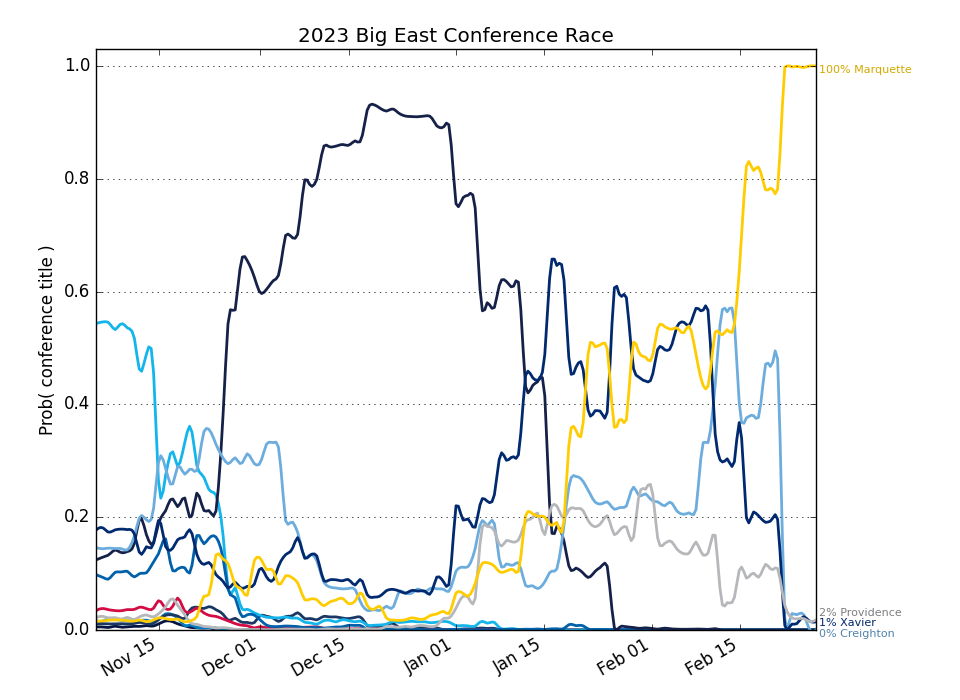 2023 Big East Conference Race
Prob( conference title )
1.0
0.8
0.6
0.4
0.2
0.0
Nov 15
Dec 01
Dec 15
Jan 01
Jan 15
Feb 01
Feb 15
100% Marquette
2% Providence
1% Xavier
0% Creighton